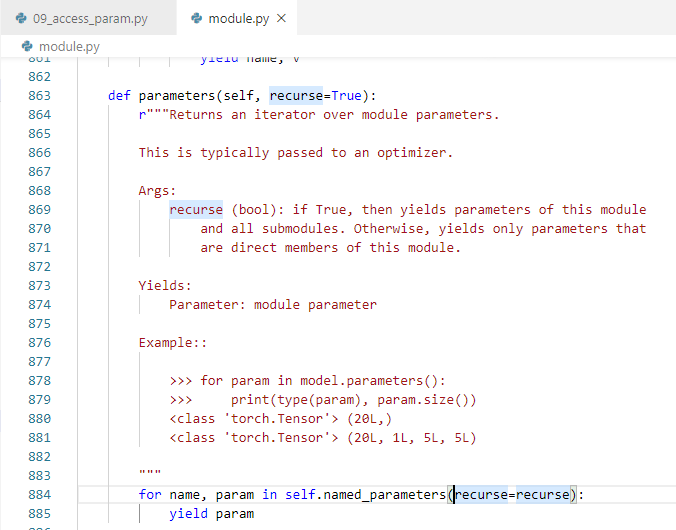 09_access_param.py module.py
module.py
861 yield name, v
862
863 def parameters(self, recurse=True):
864 r"""Returns an iterator over module parameters.
865
866 This is typically passed to an optimizer.
867
868 Args:
869 recurse (bool): if True, then yields parameters of this module
870 and all submodules. Otherwise, yields only parameters that
871 are direct members of this module.
872
873 Yields:
874 Parameter: module parameter
875
876 Example::
877
878 >>> for param in model.parameters():
879 >>> print(type(param), param.size())
880 <class 'torch.Tensor'> (20L,)
881 <class 'torch.Tensor'> (20L, 1L, 5L, 5L)
882
883 """
884 for name, param in self.named_parameters(recurse=recurse):
885 yield param